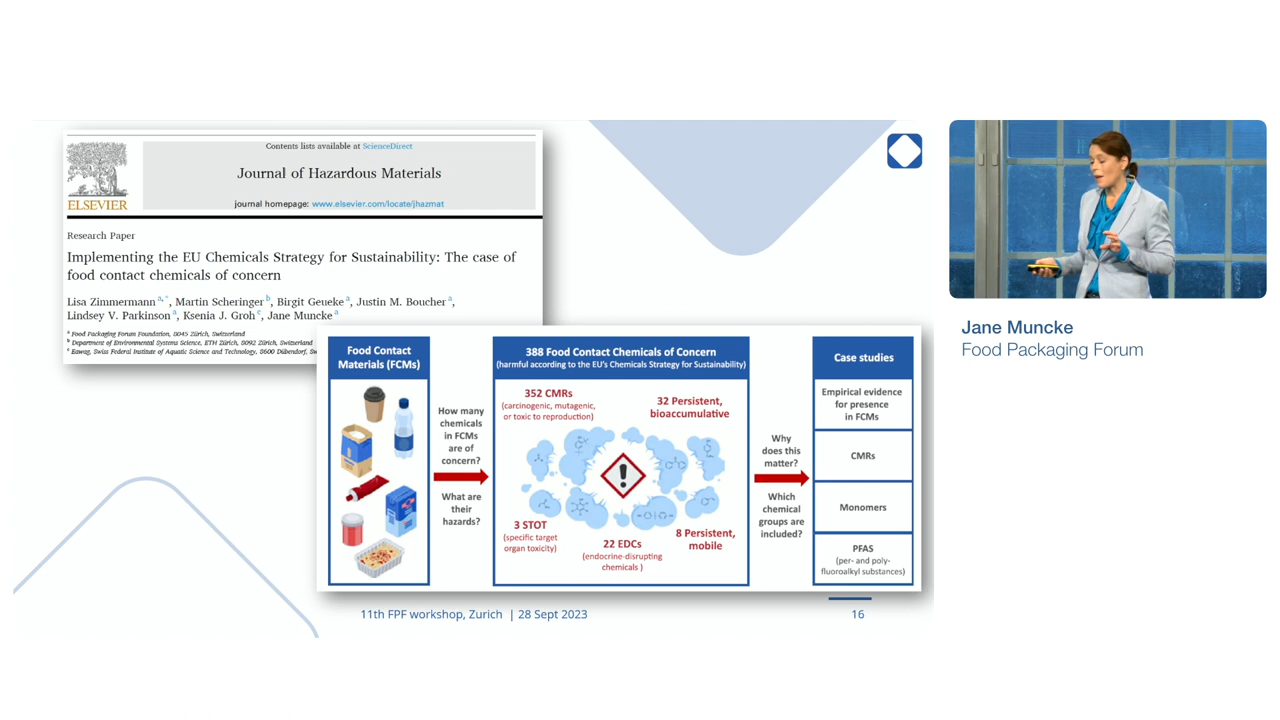 Contents lists available at ScienceDirect
Journal of Hazardous Materials
ELSEVIER
journal homepage: www.elsevier.com/locate/jhazmat
Research Paper
Implementing the EU Chemicals Strategy for Sustainability: The case of
food contact chemicals of concern
Lisa Zimmermann a,*, Martin Scheringer b, Birgit Geueke a, Justin M. Boucher a,
Lindsey V. Parkinson a, Ksenia J. Groh c, Jane Muncke a
a Food Packaging Forum Foundation, 8045 Zürich, Switzerland
b Department of Environmental Systems Science, ETH Zürich, 8092 Zürich, Switzerland
c Eawag, Swiss Federal Institute of Aquatic Science and Technology, 8600 Dübendorf, Sw
Food Contact
Materials (FCMs)
How many
chemicals
in FCMs
are of
concern?
What are
their
hazards?
388 Food Contact Chemicals of Concern
(harmful according to the EU's Chemicals Strategy for Sustainability)
352 CMRs
(carcinogenic, mutagenic,
or toxic to reproduction)
32 Persistent,
bioaccumulative
3 STOT
(specific target
organ toxicity)
22 EDCs
(endocrine-disrupting
chemicals )
8 Persistent,
mobile
Why
does this
matter?
Which
chemical
groups are
included?
Case studies
Empirical evidence
for presence
in FCMs
CMRs
Monomers
PFAS
(per- and poly-
fluoroalkyl substances)
11th FPF workshop, Zurich | 28 Sept 2023
16
Jane Muncke
Food Packaging Forum